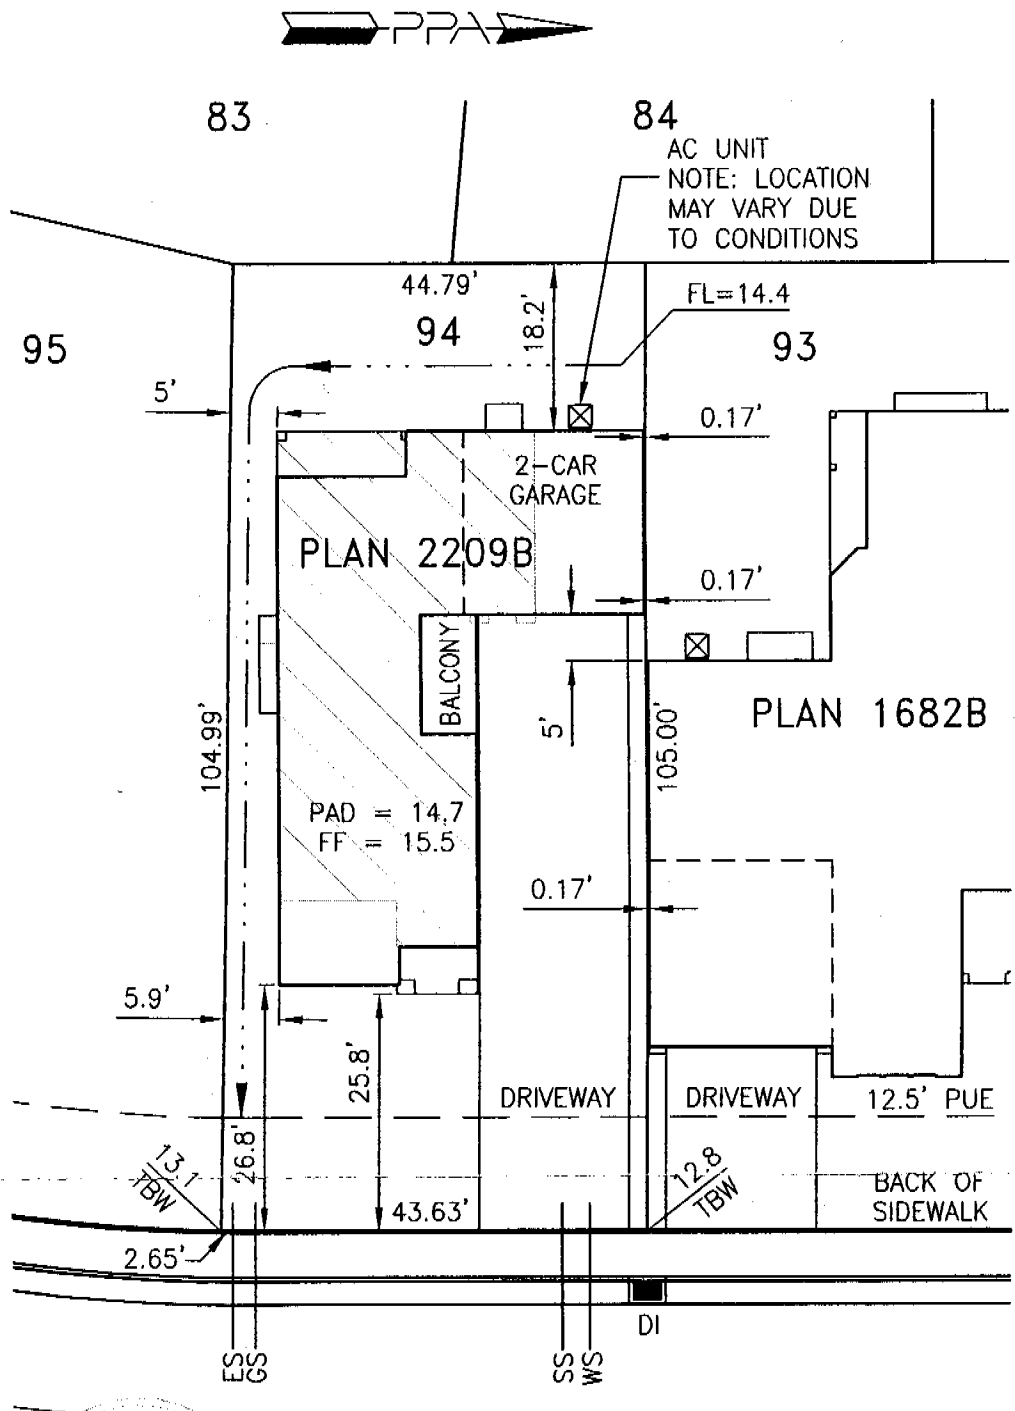 PPA
83
84
AC UNIT
NOTE: LOCATION
MAY VARY DUE
TO CONDITIONS
44.79'
18.2'
FL=14.4
95
94
93
5'
0.17'
2-CAR
GARAGE
PLAN 2209B
0.17'
BALCONY
5'
104.99'
105.00'
PLAN 1682B
PAD = 14.7
FF = 15.5
0.17'
5.9'
25.8'
26.8'
DRIVEWAY
DRIVEWAY
12.5' PUE
13.1
TBW
12.8
TBW
43.63'
BACK OF
SIDEWALK
2.65'
DI
ES
GS
SS
WS